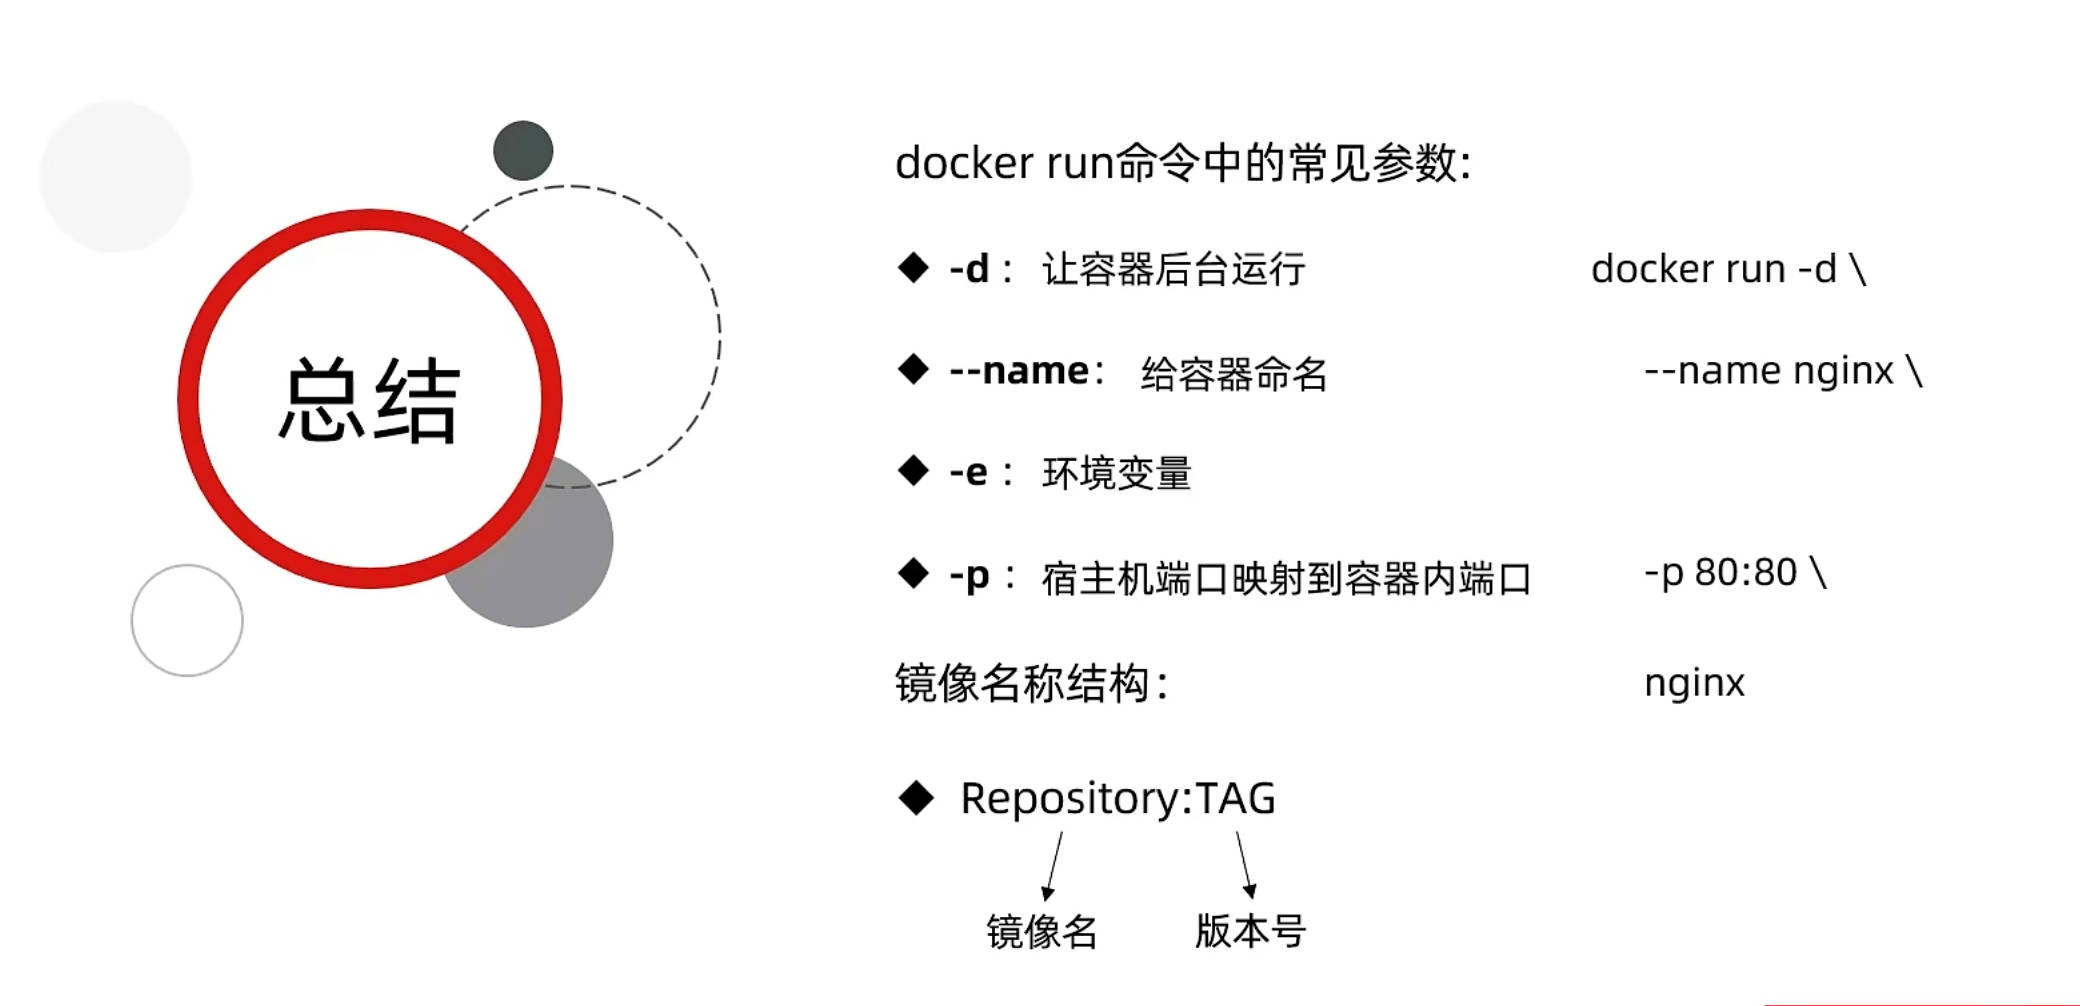 总结
docker run命令中的常见参数:
◆ -d： 让容器后台运行
◆ --name： 给容器命名
◆ -e： 环境变量
◆ -p： 宿主机端口映射到容器内端口
镜像名称结构：
◆ Repository:TAG
镜像名 版本号
docker run -d \
--name nginx \
-p 80:80 \
nginx